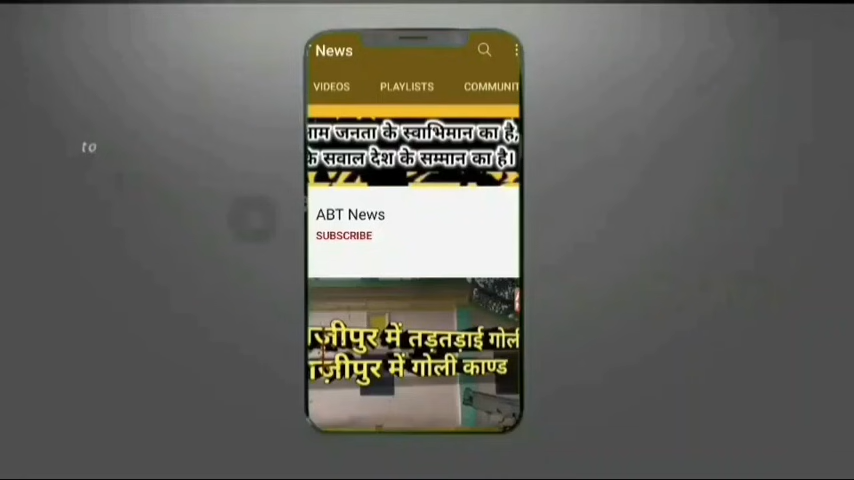 News
VIDEOS PLAYLISTS COMMUNIT
to
जनता के स्वाभिमान का है,
सवाल देश के सम्मान का है।
ABT News
SUBSCRIBE
में तड़तड़ाई गोली
में गोली काण्ड